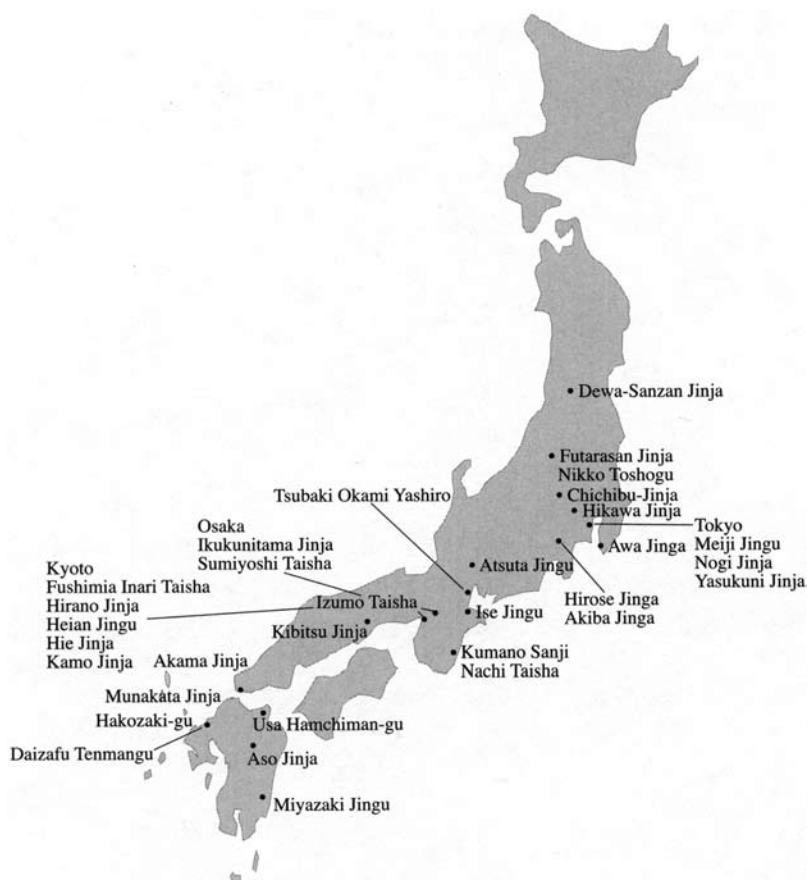 Dewa-Sanzan Jinja
Futarasan Jinja
Nikko Toshogu
Chichibu-Jinja
Hikawa Jinja
Tsubaki Okami Yashiro
Tokyo
Meiji Jingu
Nogi Jinja
Yasukuni Jinja
Awa Jinga
Osaka
Ikukunitama Jinja
Sumiyoshi Taisha
Atsuta Jingu
Hirose Jinga
Akiba Jinga
Kyoto
Fushimia Inari Taisha
Hirano Jinja
Heian Jingu
Hie Jinja
Kamo Jinja
Izumo Taisha
Ise Jingu
Kibitsu Jinja
Kumano Sanji
Nachi Taisha
Akama Jinja
Munakata Jinja
Hakozaki-gu
Usa Hamchiman-gu
Daizafu Tenmangu
Aso Jinja
Miyazaki Jingu